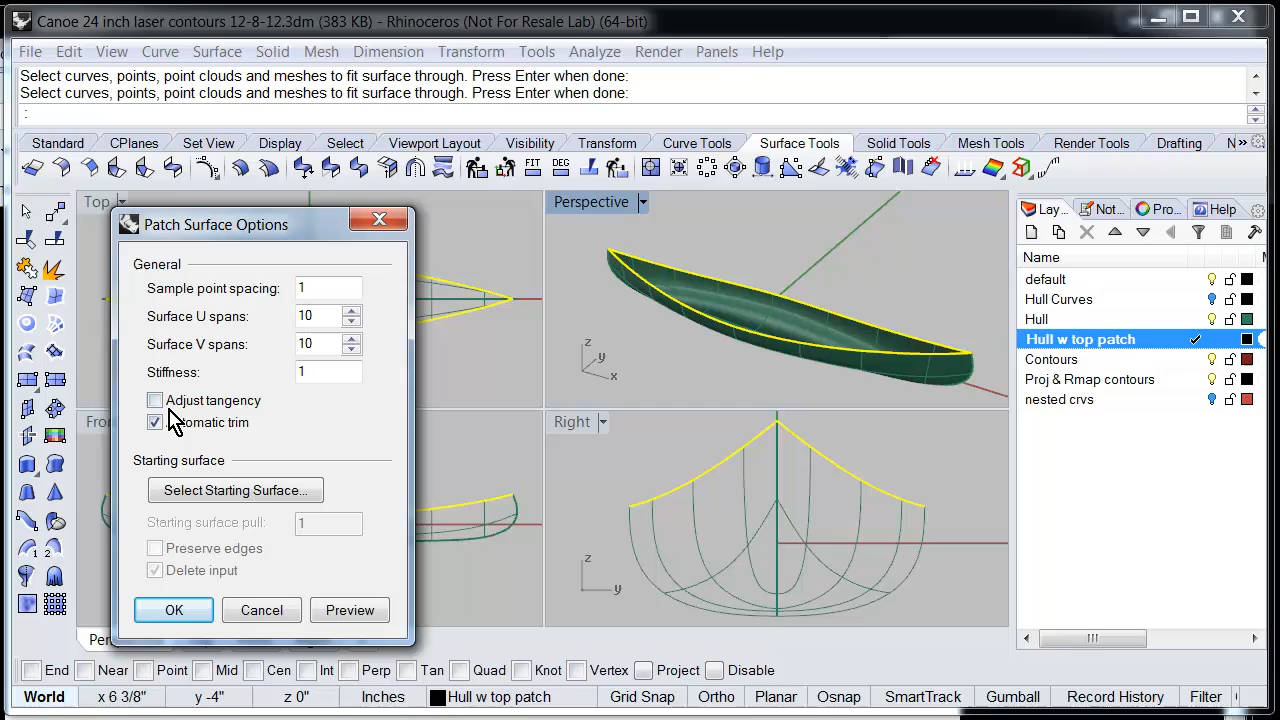 Canoe 24 inch laser contours 12-8-12.3dm (383 KB) - Rhinoceros (Not For Resale Lab) (64-bit)
File Edit View Curve Surface Solid Mesh Dimension Transform Tools Analyze Render Panels Help
Select curves, points, point clouds and meshes to fit surface through. Press Enter when done:
Select curves, points, point clouds and meshes to fit surface through. Press Enter when done:
:
Standard CPlanes Set View Display Select Viewport Layout Visibility Transform Curve Tools Surface Tools Solid Tools Mesh Tools Render Tools Drafting N »
FIT DEG
Top
Perspective
Patch Surface Options
General
Sample point spacing: 1
Surface U spans: 10
Surface V spans: 10
Stiffness: 1
Adjust tangency
Automatic trim
Starting surface
Select Starting Surface...
Starting surface pull: 1
Preserve edges
Delete input
OK Cancel Preview
z
y
x
Fron
Right
z
y
Lay... Not... Pro... Help
Name
default
Hull Curves
Hull
Hull w top patch
Contours
Proj & Rmap contours
nested crvs
Per
End Near Point Mid Cen Int Perp Tan Quad Knot Vertex Project Disable
World x 6 3/8" y -4" z 0" Inches Hull w top patch Grid Snap Ortho Planar Osnap SmartTrack Gumball Record History Filter